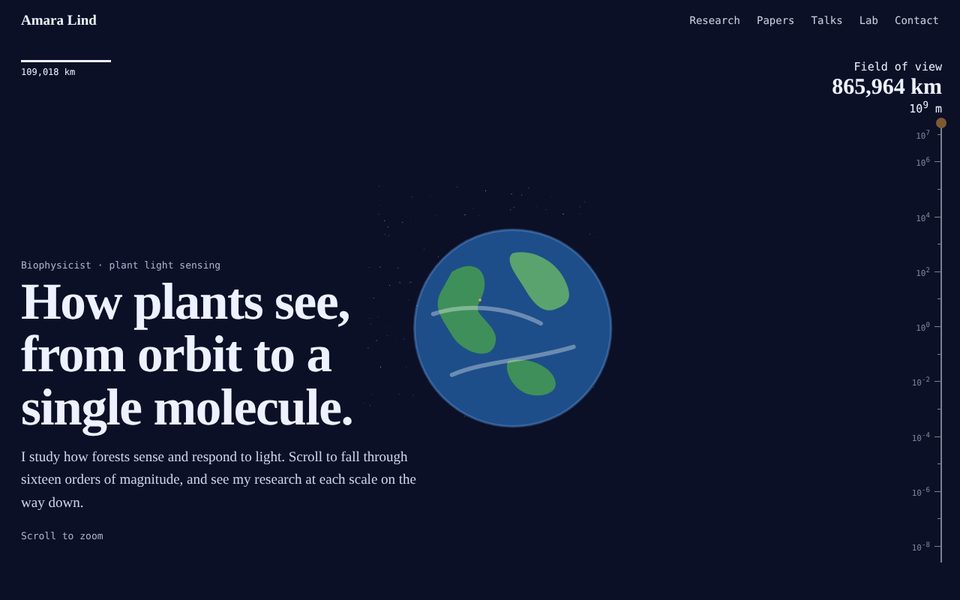 Amara Lind
Research Papers Talks Lab Contact
109,018 km
Field of view
865,964 km
10⁹ m
10⁷
10⁶
10⁴
10²
10⁰
10⁻²
10⁻⁴
10⁻⁶
10⁻⁸
Biophysicist · plant light sensing
How plants see,
from orbit to a
single molecule.
I study how forests sense and respond to light. Scroll to fall through
sixteen orders of magnitude, and see my research at each scale on the
way down.
Scroll to zoom